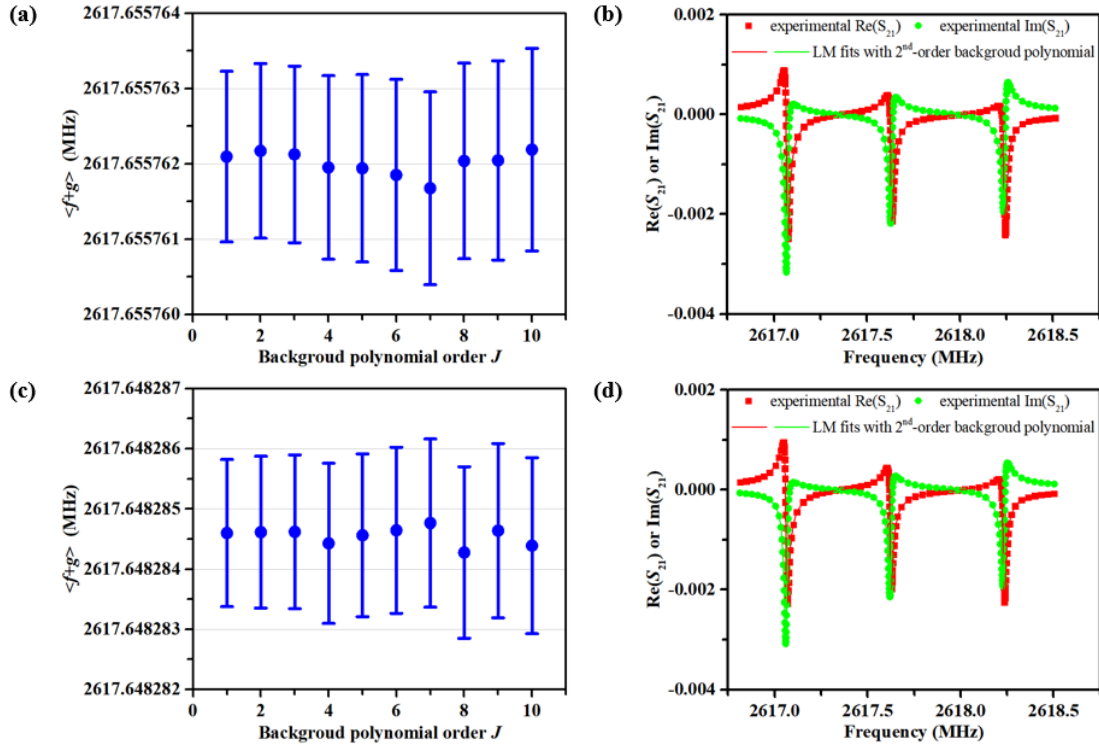 (a)
2617.655764
2617.655763
2617.655762
2617.655761
2617.655760
<f+g> (MHz)
0 2 4 6 8 10
Backgroud polynomial order J
(b)
0.002
0.000
-0.002
-0.004
Re(S21) or Im(S21)
experimental Re(S21) experimental Im(S21)
LM fits with 2nd-order backgroud polynomial
2617.0 2617.5 2618.0 2618.5
Frequency (MHz)
(c)
2617.648287
2617.648286
2617.648285
2617.648284
2617.648283
2617.648282
<f+g> (MHz)
0 2 4 6 8 10
Backgroud polynomial order J
(d)
0.002
0.000
-0.002
-0.004
Re(S21) or Im(S21)
experimental Re(S21) experimental Im(S21)
LM fits with 2nd-order backgroud polynomial
2617.0 2617.5 2618.0 2618.5
Frequency (MHz)